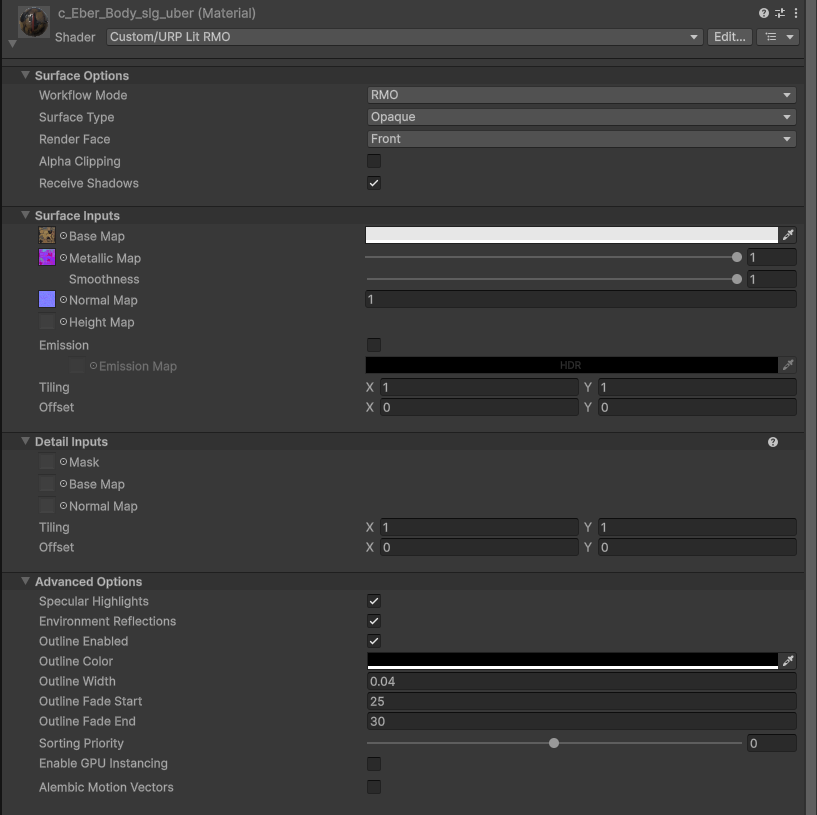 c_Eber_Body_slg_uber (Material)
Shader Custom/URP Lit RMO Edit...
Surface Options
Workflow Mode RMO
Surface Type Opaque
Render Face Front
Alpha Clipping
Receive Shadows
Surface Inputs
Base Map
Metallic Map 1
Smoothness 1
Normal Map 1
Height Map
Emission
Emission Map HDR
Tiling X 1 Y 1
Offset X 0 Y 0
Detail Inputs
Mask
Base Map
Normal Map
Tiling X 1 Y 1
Offset X 0 Y 0
Advanced Options
Specular Highlights
Environment Reflections
Outline Enabled
Outline Color
Outline Width 0.04
Outline Fade Start 25
Outline Fade End 30
Sorting Priority 0
Enable GPU Instancing
Alembic Motion Vectors